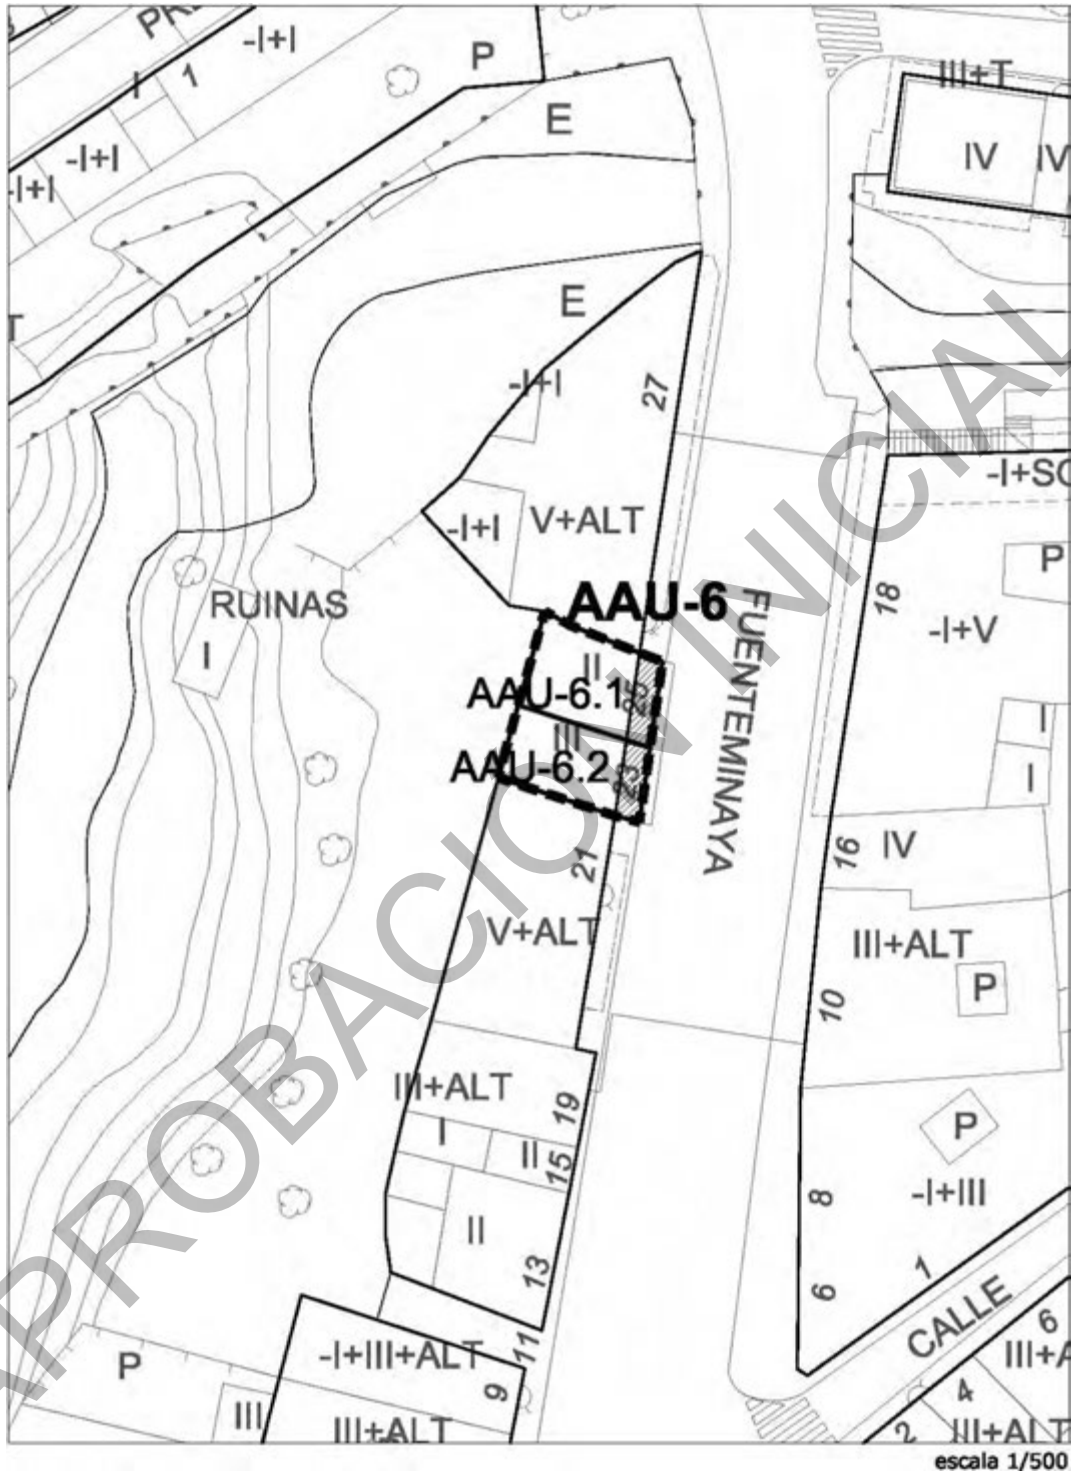 -I+I
P
III+T
I
1
E
IV
IV
-I+I
-I+I
E
-I+I
27
-I+I
V+ALT
P
18
AAU-6
RUINAS
FUENTEMINAYA
-I+V
I
II
AAU-6.1
25
I
III
AAU-6.2
23
I
21
16
IV
V+ALT
III+ALT
P
10
III+ALT
19
I
II
15
P
8
-I+III
II
13
1
6
CALLE
6
11
-I+III+ALT
P
9
4
III
III+ALT
2
III+ALT
APROBACION INICIAL
escala 1/500